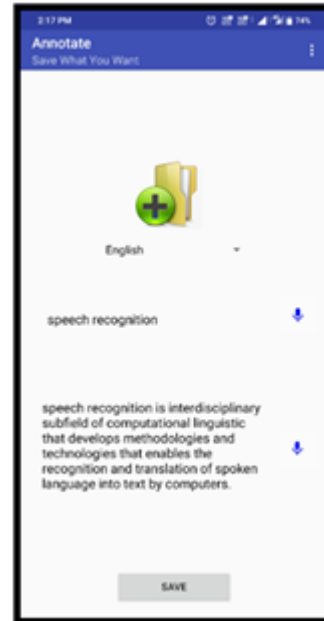 2:17 PM 74%
Annotate
Save What You Want
English
speech recognition
speech recognition is interdisciplinary
subfield of computational linguistic
that develops methodologies and
technologies that enables the
recognition and translation of spoken
language into text by computers.
SAVE